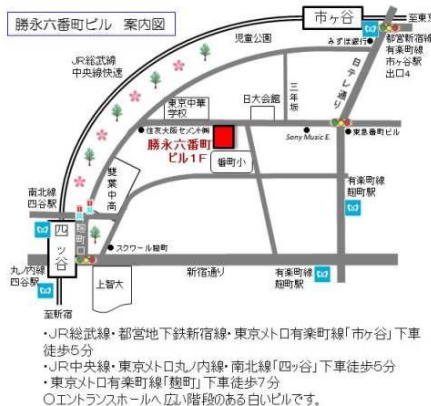 勝永六番町ビル 案内図
市ヶ谷
至東京
児童公園
みずほ銀行
都営新宿線
有楽町線
市ヶ谷駅
出口4
JR総武線
中央線快速
日テレ通り
三年坂
東京中華
学校
日大会館
住友大阪セメント㈱
勝永六番町
ビル1F
Sony Music E.
東急番町ビル
番町小
雙葉中高
有楽町線
麹町駅
南北線
四谷駅
麹町口
四ッ谷
スクワール麹町
丸ノ内線
四谷駅
上智大
新宿通り
有楽町線
麹町駅
至新宿
・JR総武線・都営地下鉄新宿線・東京メトロ有楽町線「市ヶ谷」下車
徒歩5分
・JR中央線・東京メトロ丸ノ内線・南北線「四ッ谷」下車徒歩5分
・東京メトロ有楽町線「麹町」下車徒歩7分
○エントランスホールへ広い階段のある白いビルです。